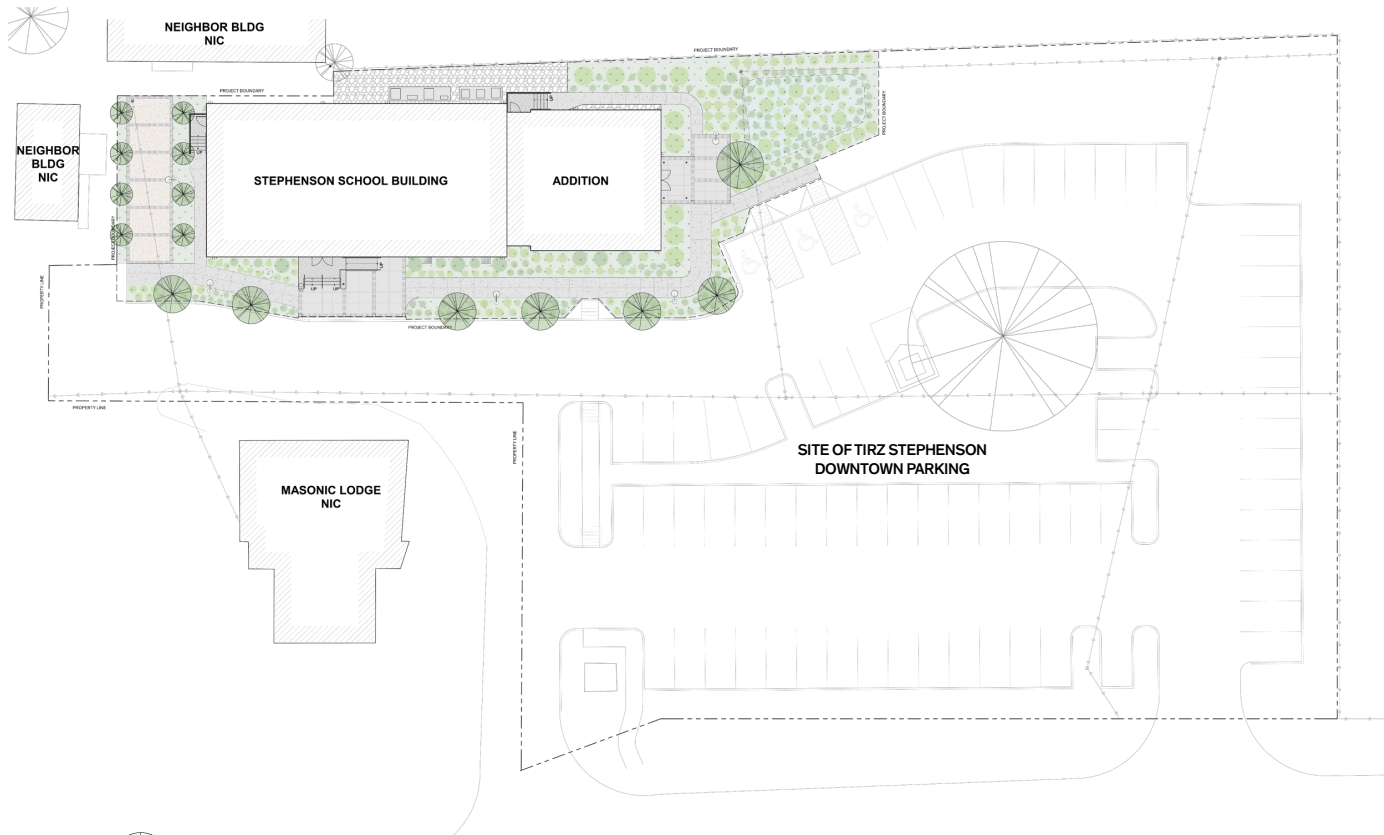 NEIGHBOR BLDG
NIC
PROJECT BOUNDARY
PROJECT BOUNDARY
PROJECT BOUNDARY
NEIGHBOR
BLDG
NIC
UP
UP
STEPHENSON SCHOOL BUILDING
ADDITION
PROJECT BOUNDARY
PROPERTY LINE
UP
UP
UP
PROJECT BOUNDARY
PROPERTY LINE
PROPERTY LINE
SITE OF TIRZ STEPHENSON
DOWNTOWN PARKING
MASONIC LODGE
NIC